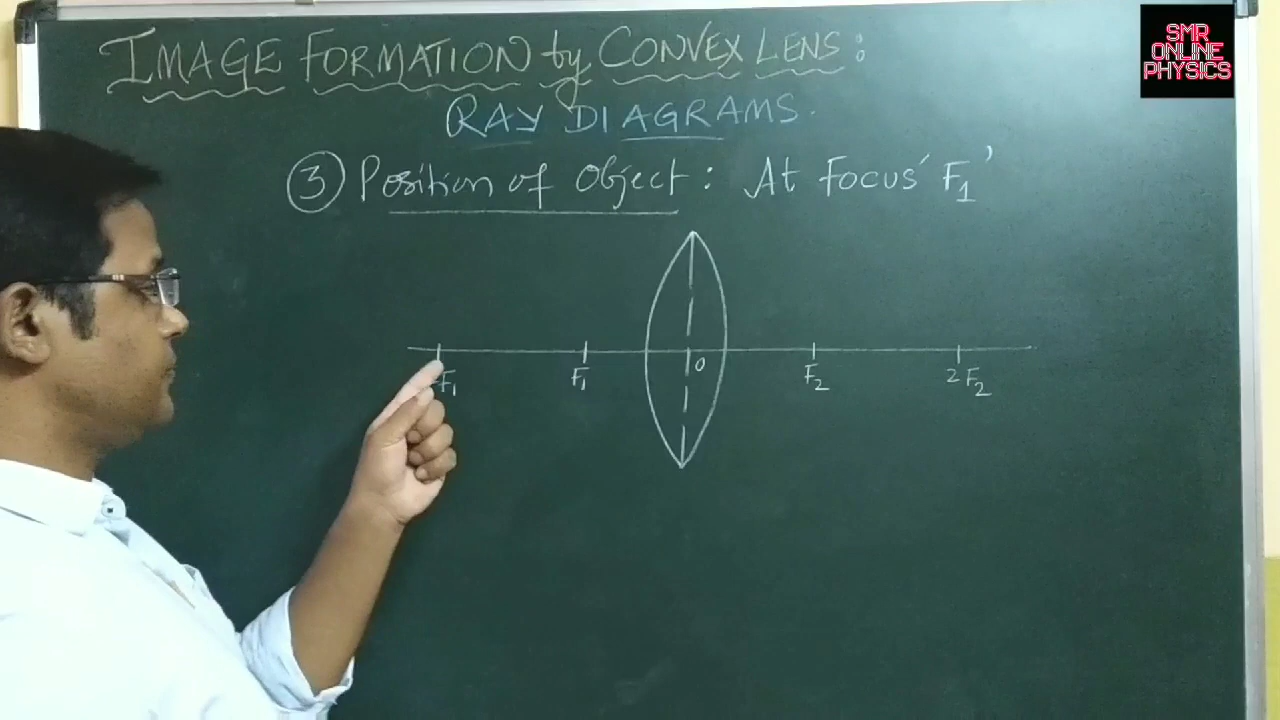 IMAGE FORMATION by CONVEX LENS:
RAY DIAGRAMS.
③ Position of Object: At Focus 'F₁'
F₁ F₁ O F₂ 2F₂
SMR
ONLINE
PHYSICS